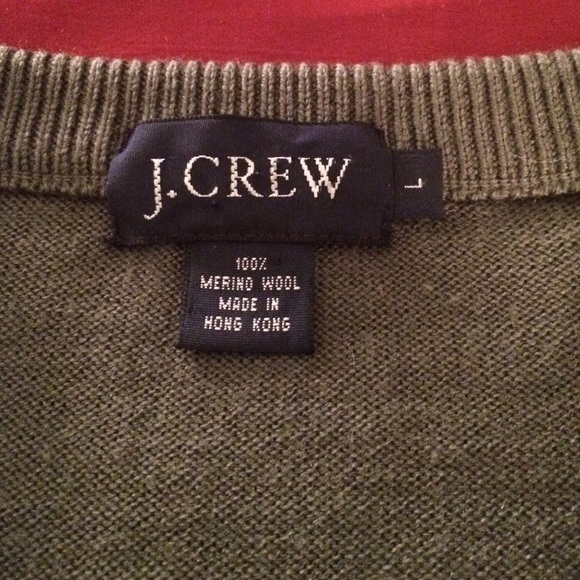 J.CREW
L
100%
MERINO WOOL
MADE IN
HONG KONG